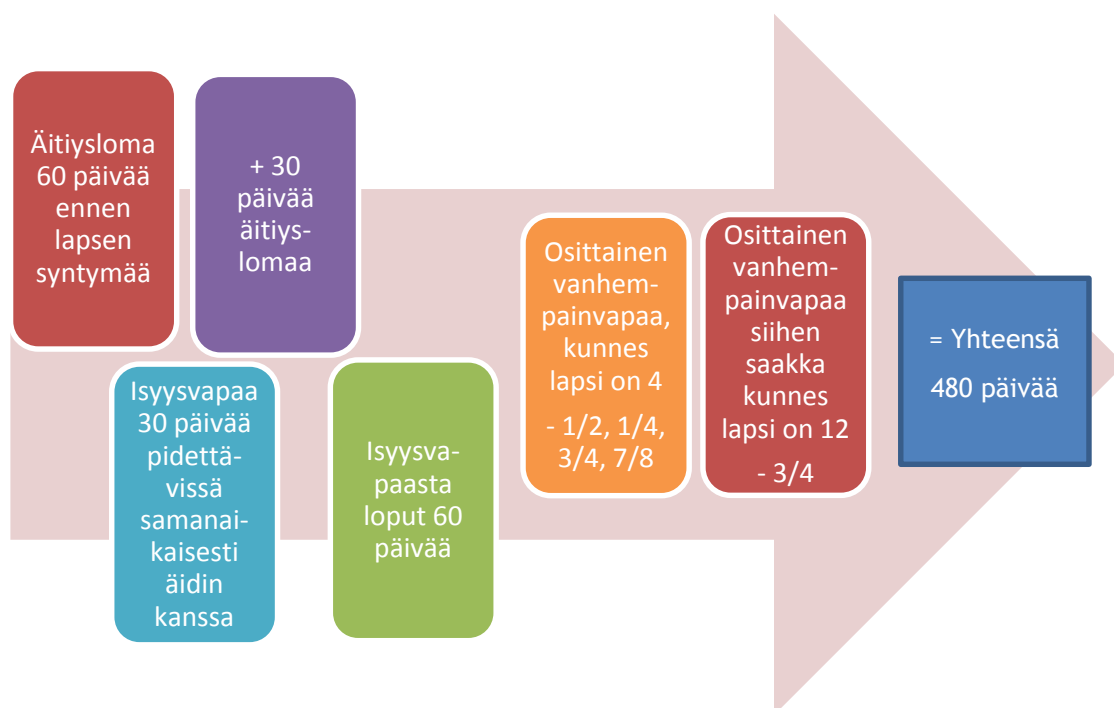 Äitiysloma
60 päivää
ennen
lapsen
syntymää
+ 30
päivää
äitiys-
lomaa
Isyysvapaa
30 päivää
pidettä-
vissä
samanai-
kaisesti
äidin
kanssa
Isyysva-
paasta
loput 60
päivää
Osittainen
vanhem-
painvapaa,
kunnes
lapsi on 4
- 1/2, 1/4,
3/4, 7/8
Osittainen
vanhem-
painvapaa
siihen
saakka
kunnes
lapsi on 12
- 3/4
= Yhteensä
480 päivää